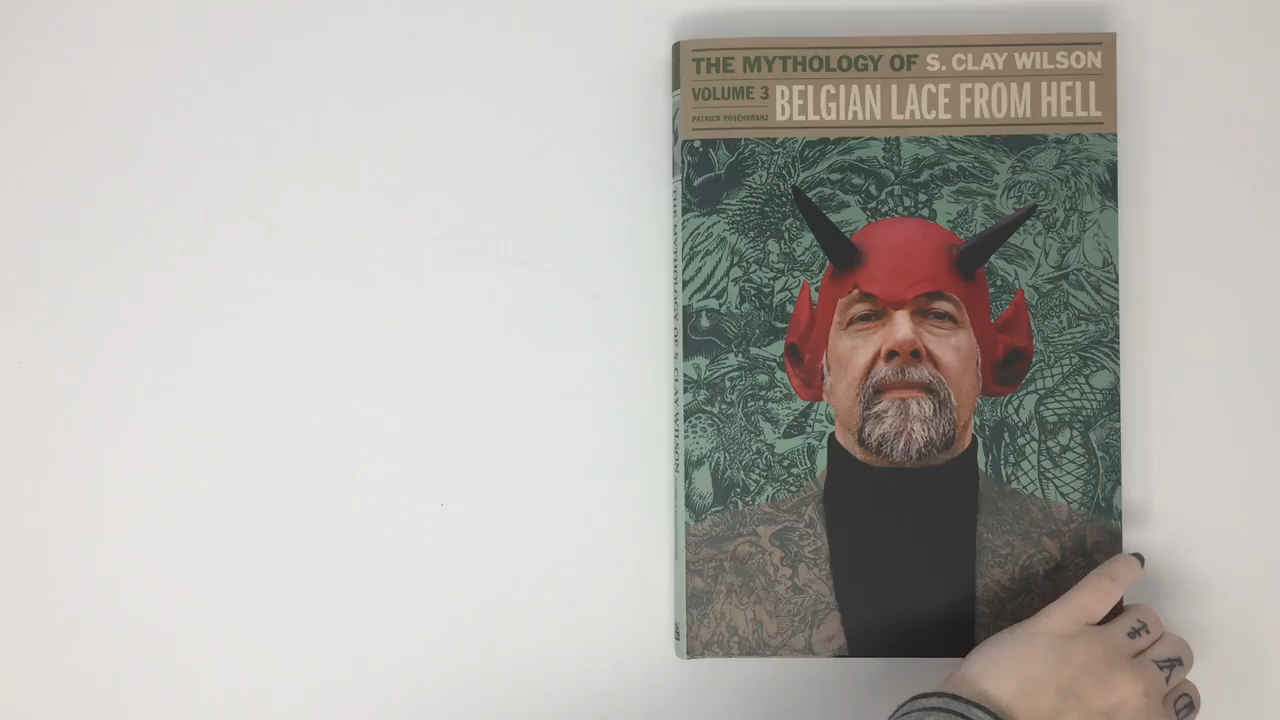 THE MYTHOLOGY OF S. CLAY WILSON
VOLUME 3
BELGIAN LACE FROM HELL
PATRICK ROSENKRANZ
THE MYTHOLOGY OF S. CLAY WILSON